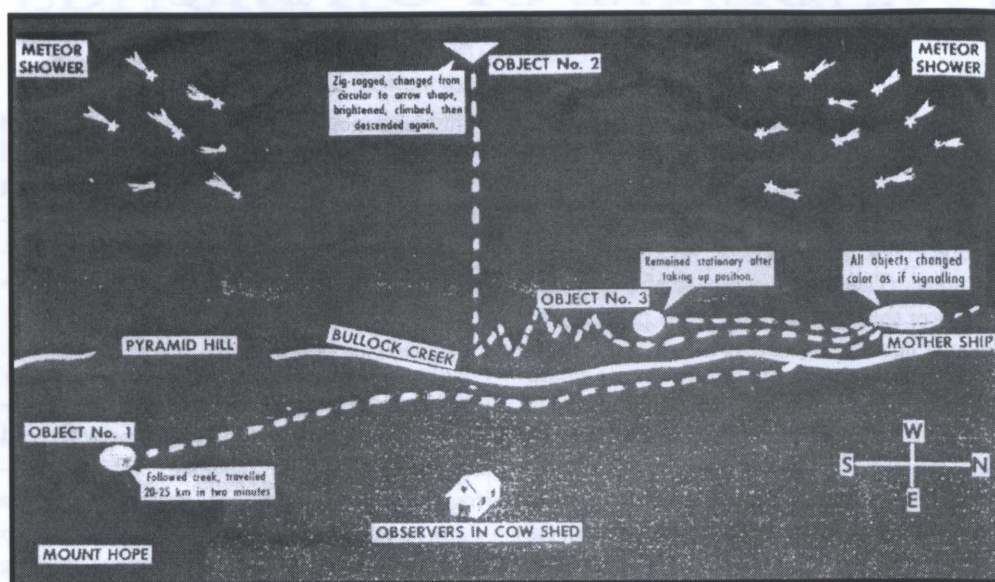 METEOR
SHOWER
Zig-zagged, changed from
circular to arrow shape,
brightened, climbed, then
descended again.
OBJECT No. 2
METEOR
SHOWER
Remained stationary after
taking up position.
All objects changed
color as if signalling
OBJECT No. 3
PYRAMID HILL
BULLOCK CREEK
MOTHER SHIP
OBJECT No. 1
Followed creek, travelled
20-25 km in two minutes
W
S
N
E
OBSERVERS IN COW SHED
MOUNT HOPE